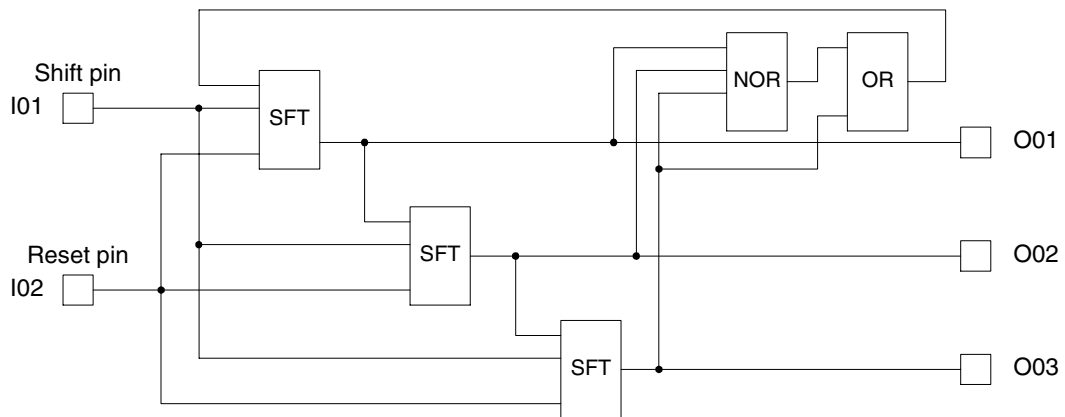 Shift pin
I01
SFT
NOR
OR
O01
Reset pin
I02
SFT
O02
SFT
O03